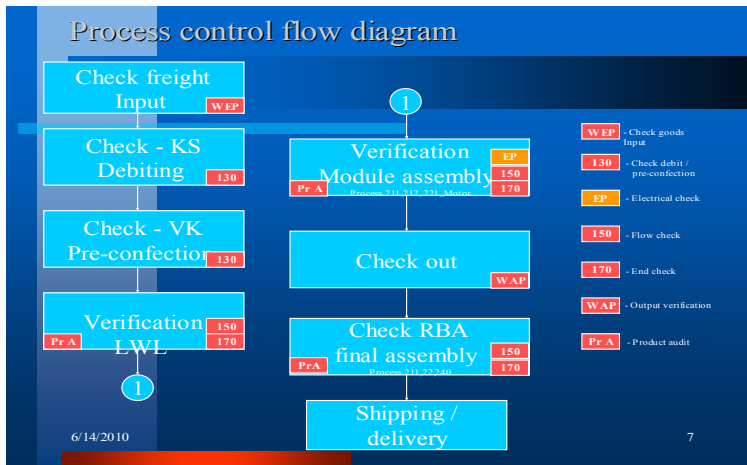 Process control flow diagram
Check freight
Input
WEP
Check - KS
Debiting
130
Check - VK
Pre-confection
130
Verification
LWL
Pr A
150
170
1
1
Verification
Module assembly
Process 211,212, 221, Motor
EP
150
170
Pr A
Check out
WAP
Check RBA
final assembly
Process 211,22240
PrA
150
170
Shipping /
delivery
WEP - Check goods
Input
130 - Check debit /
pre-confection
EP - Electrical check
150 - Flow check
170 - End check
WAP - Output verification
Pr A - Product audit
6/14/2010
7